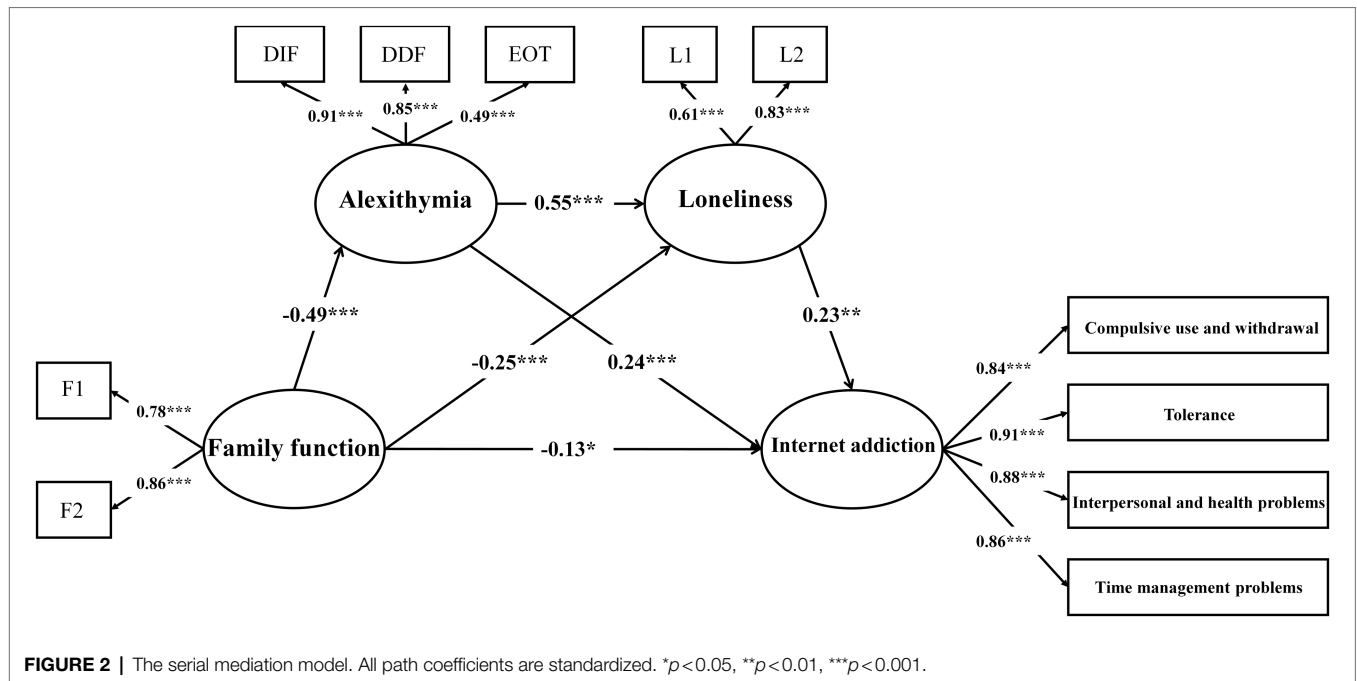 DIF
DDF
EOT
L1
L2
0.91***
0.85***
0.49***
0.61***
0.83***
Alexithymia
0.55***
Loneliness
-0.49***
-0.25***
0.24***
0.23**
F1
0.78***
Family function
-0.13*
Internet addiction
F2
0.86***
0.84***
Compulsive use and withdrawal
0.91***
Tolerance
0.88***
Interpersonal and health problems
0.86***
Time management problems
FIGURE 2 | The serial mediation model. All path coefficients are standardized. *p<0.05, **p<0.01, ***p<0.001.